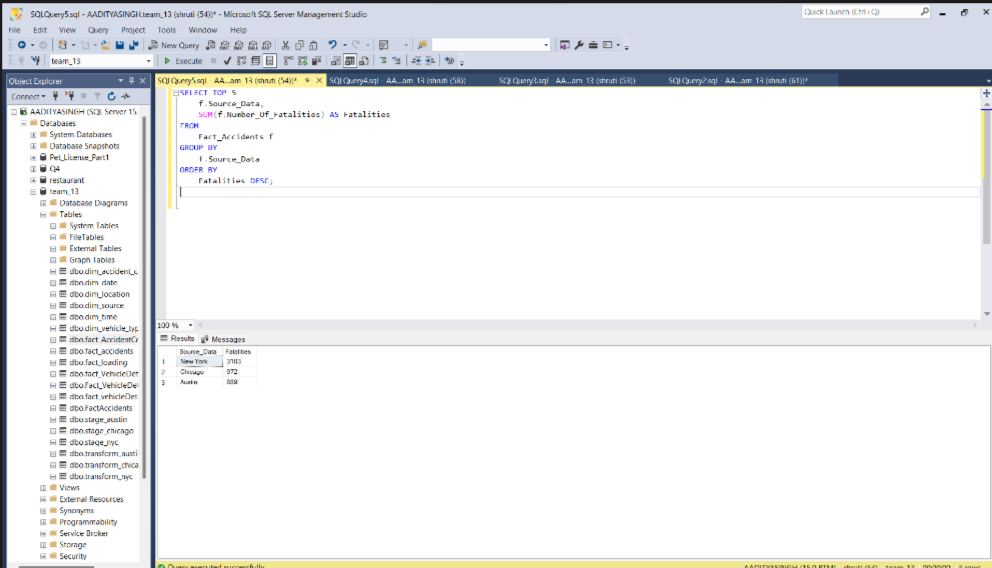 SQLQuery5.sql - AADITYASINGH.team_13 (shruti (54))* - Microsoft SQL Server Management Studio
Quick Launch (Ctrl+Q)
File Edit View Query Project Tools Window Help
New Query
team_13
Execute
Object Explorer
SQLQuery5.sql - AA...am_13 (shruti (54))*
SQLQuery4.sql - AA...am_13 (shruti (58))
SQLQuery3.sql - AA...am_13 (shruti (53))
SQLQuery2.sql - AA...am_13 (shruti (61))*
Connect
AADITYASINGH (SQL Server 15.
Databases
System Databases
Database Snapshots
Pet_License_Part1
Q4
restaurant
team_13
Database Diagrams
Tables
System Tables
FileTables
External Tables
Graph Tables
dbo.dim_accident_c
dbo.dim_date
dbo.dim_location
dbo.dim_source
dbo.dim_time
dbo.dim_vehicle_typ
dbo.fact_AccidentCo
dbo.fact_accidents
dbo.fact_loading
dbo.fact_VehicleDet
dbo.Fact_VehicleDet
dbo.fact_vehicleDet.
dbo.FactAccidents
dbo.stage_austin
dbo.stage_chicago
dbo.stage_nyc
dbo.transform_austi
dbo.transform_chica
dbo.transform_nyc
Views
External Resources
Synonyms
Programmability
Service Broker
Storage
Security
SELECT TOP 5
f.Source_Data,
SUM(f.Number_Of_Fatalities) AS Fatalities
FROM
Fact_Accidents f
GROUP BY
f.Source_Data
ORDER BY
Fatalities DESC;
100 %
Results Messages
Source_Data Fatalities
1 New York 3103
2 Chicago 972
3 Austin 889
Query executed successfully.
AADITYASINGH (15.0 RTM) shruti (54) team_13 00:00:00 3 rows